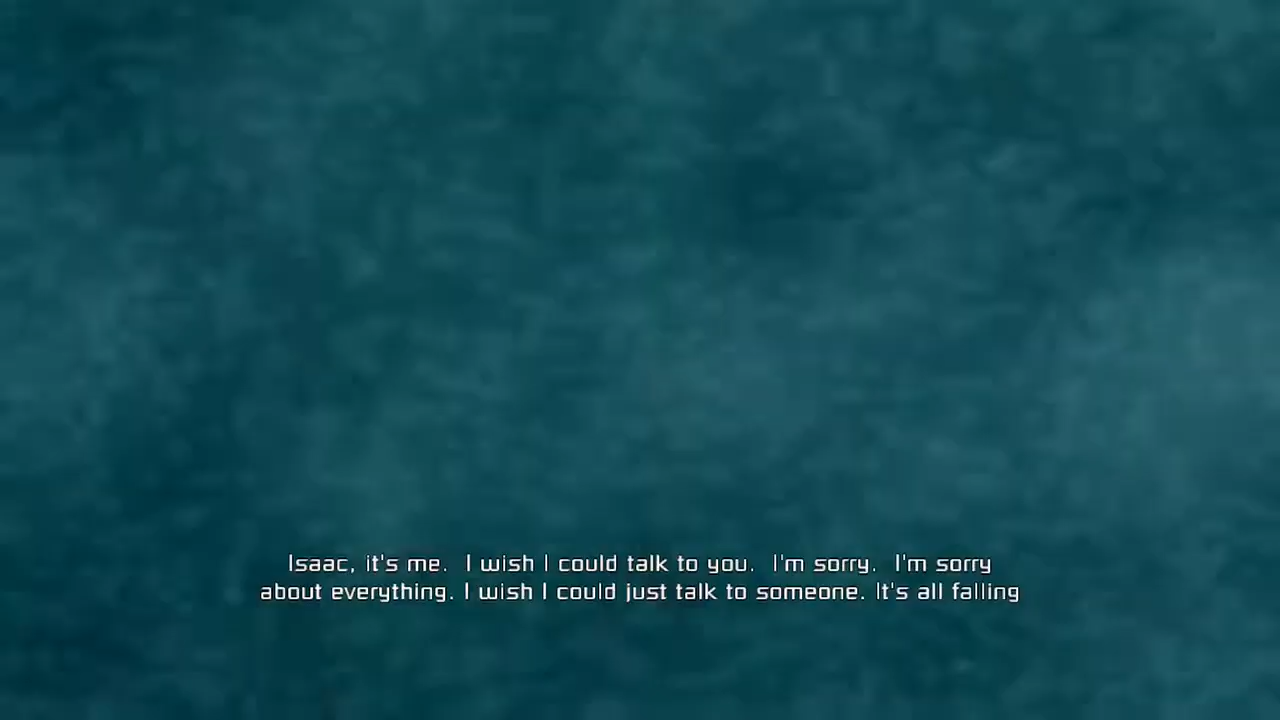 Isaac, it's me.  I wish I could talk to you.  I'm sorry.  I'm sorry
about everything. I wish I could just talk to someone. It's all falling